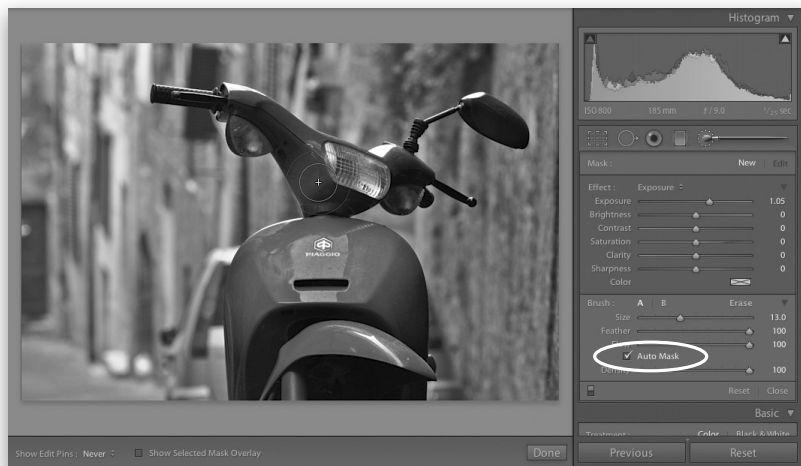 Histogram
ISO 800 185 mm f / 9.0 1/25 sec
Mask : New Edit
Effect : Exposure
Exposure 1.05
Brightness 0
Contrast 0
Saturation 0
Clarity 0
Sharpness 0
Color
Brush : A B Erase
Size 13.0
Feather 100
100
Auto Mask
Density 100
Reset Close
Basic
Treatment : Color Black & White
Previous Reset
PIAGGIO
Show Edit Pins : Never Show Selected Mask Overlay Done